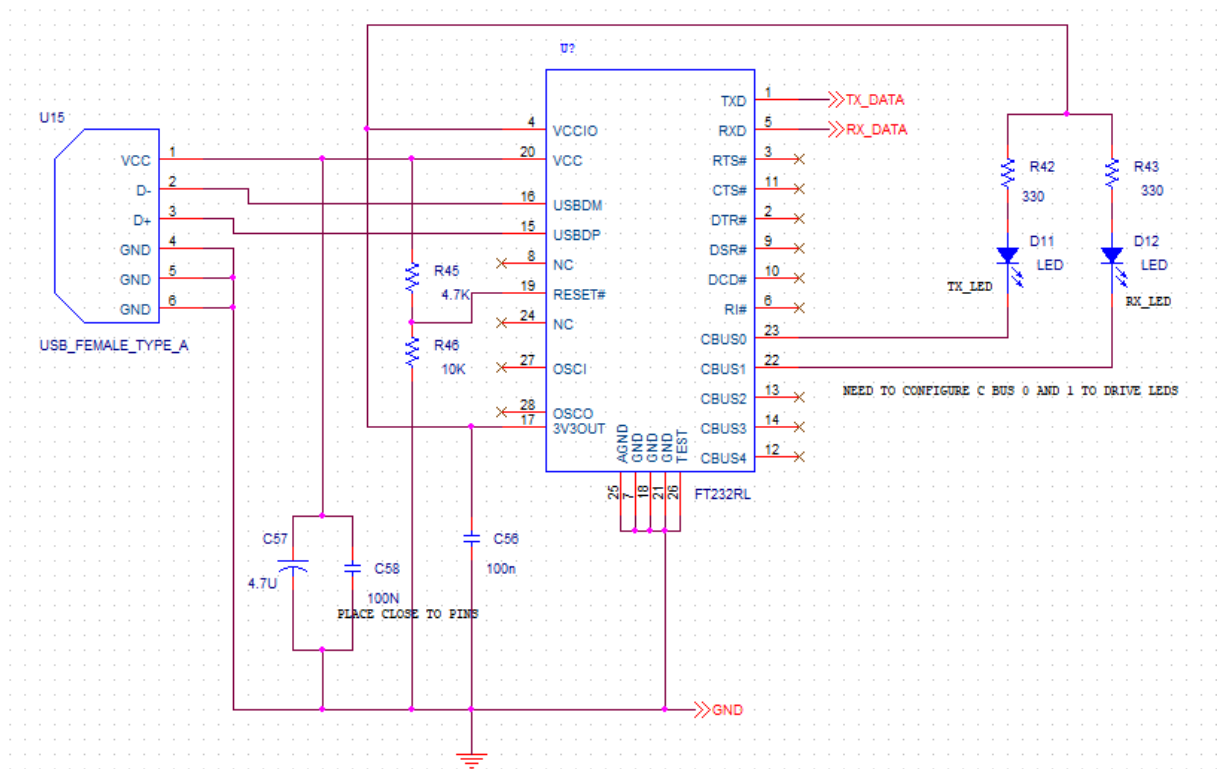 U?
U15
VCC 1
D- 2
D+ 3
GND 4
GND 5
GND 6
USB_FEMALE_TYPE_A
4 VCCIO
20 VCC
16 USBDM
15 USBDP
8 NC
19 RESET#
24 NC
27 OSCI
28 OSCO
17 3V3OUT
TXD 1 TX_DATA
RXD 5 RX_DATA
RTS# 3
CTS# 11
DTR# 2
DSR# 9
DCD# 10
RI# 6
CBUS0 23
CBUS1 22
CBUS2 13
CBUS3 14
CBUS4 12
AGND GND GND GND TEST
25 7 18 21 26
FT232RL
R45
4.7K
R46
10K
R42
330
R43
330
D11
LED
D12
LED
TX_LED
RX_LED
NEED TO CONFIGURE C BUS 0 AND 1 TO DRIVE LEDS
C57
4.7U
C58
100N
PLACE CLOSE TO PINS
C56
100n
GND